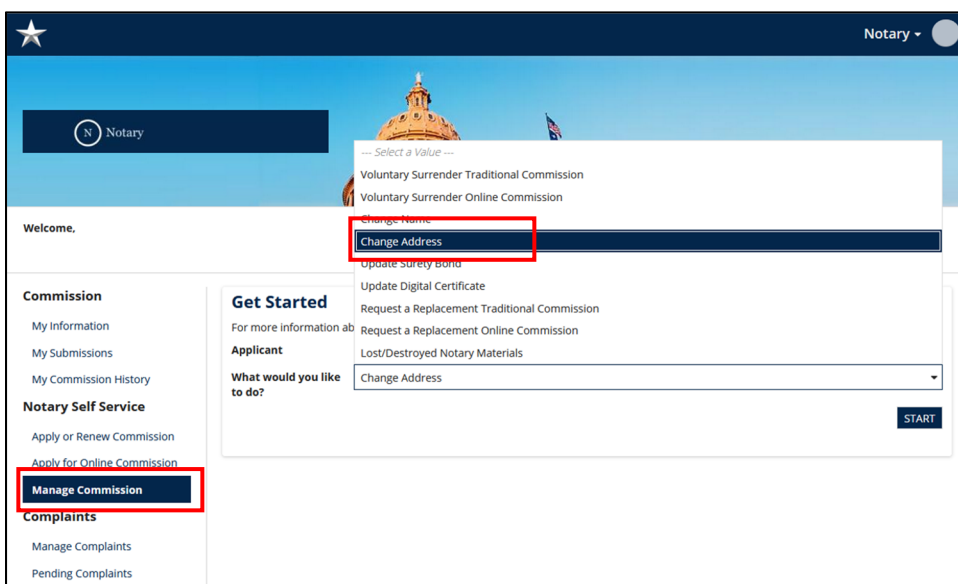 Notary
N Notary
Welcome,
--- Select a Value ---
Voluntary Surrender Traditional Commission
Voluntary Surrender Online Commission
Change Name
Change Address
Update Surety Bond
Update Digital Certificate
Request a Replacement Traditional Commission
Request a Replacement Online Commission
Lost/Destroyed Notary Materials
Commission
My Information
My Submissions
My Commission History
Notary Self Service
Apply or Renew Commission
Apply for Online Commission
Manage Commission
Complaints
Manage Complaints
Pending Complaints
Get Started
For more information ab
Applicant
What would you like
to do?
Change Address
START